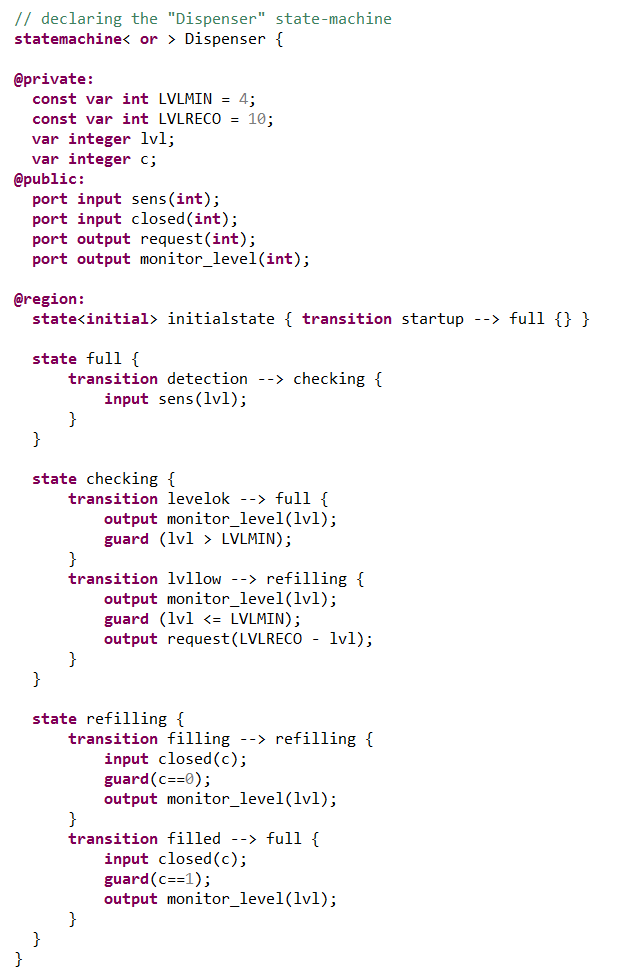 // declaring the "Dispenser" state-machine
statemachine< or > Dispenser {
@private:
const var int LVLMIN = 4;
const var int LVLRECO = 10;
var integer lvl;
var integer c;
@public:
port input sens(int);
port input closed(int);
port output request(int);
port output monitor_level(int);
@region:
state<initial> initialstate { transition startup --> full {} }
state full {
transition detection --> checking {
input sens(lvl);
}
}
state checking {
transition levelok --> full {
output monitor_level(lvl);
guard (lvl > LVLMIN);
}
transition lvllow --> refilling {
output monitor_level(lvl);
guard (lvl <= LVLMIN);
output request(LVLRECO - lvl);
}
}
state refilling {
transition filling --> refilling {
input closed(c);
guard(c==0);
output monitor_level(lvl);
}
transition filled --> full {
input closed(c);
guard(c==1);
output monitor_level(lvl);
}
}
}